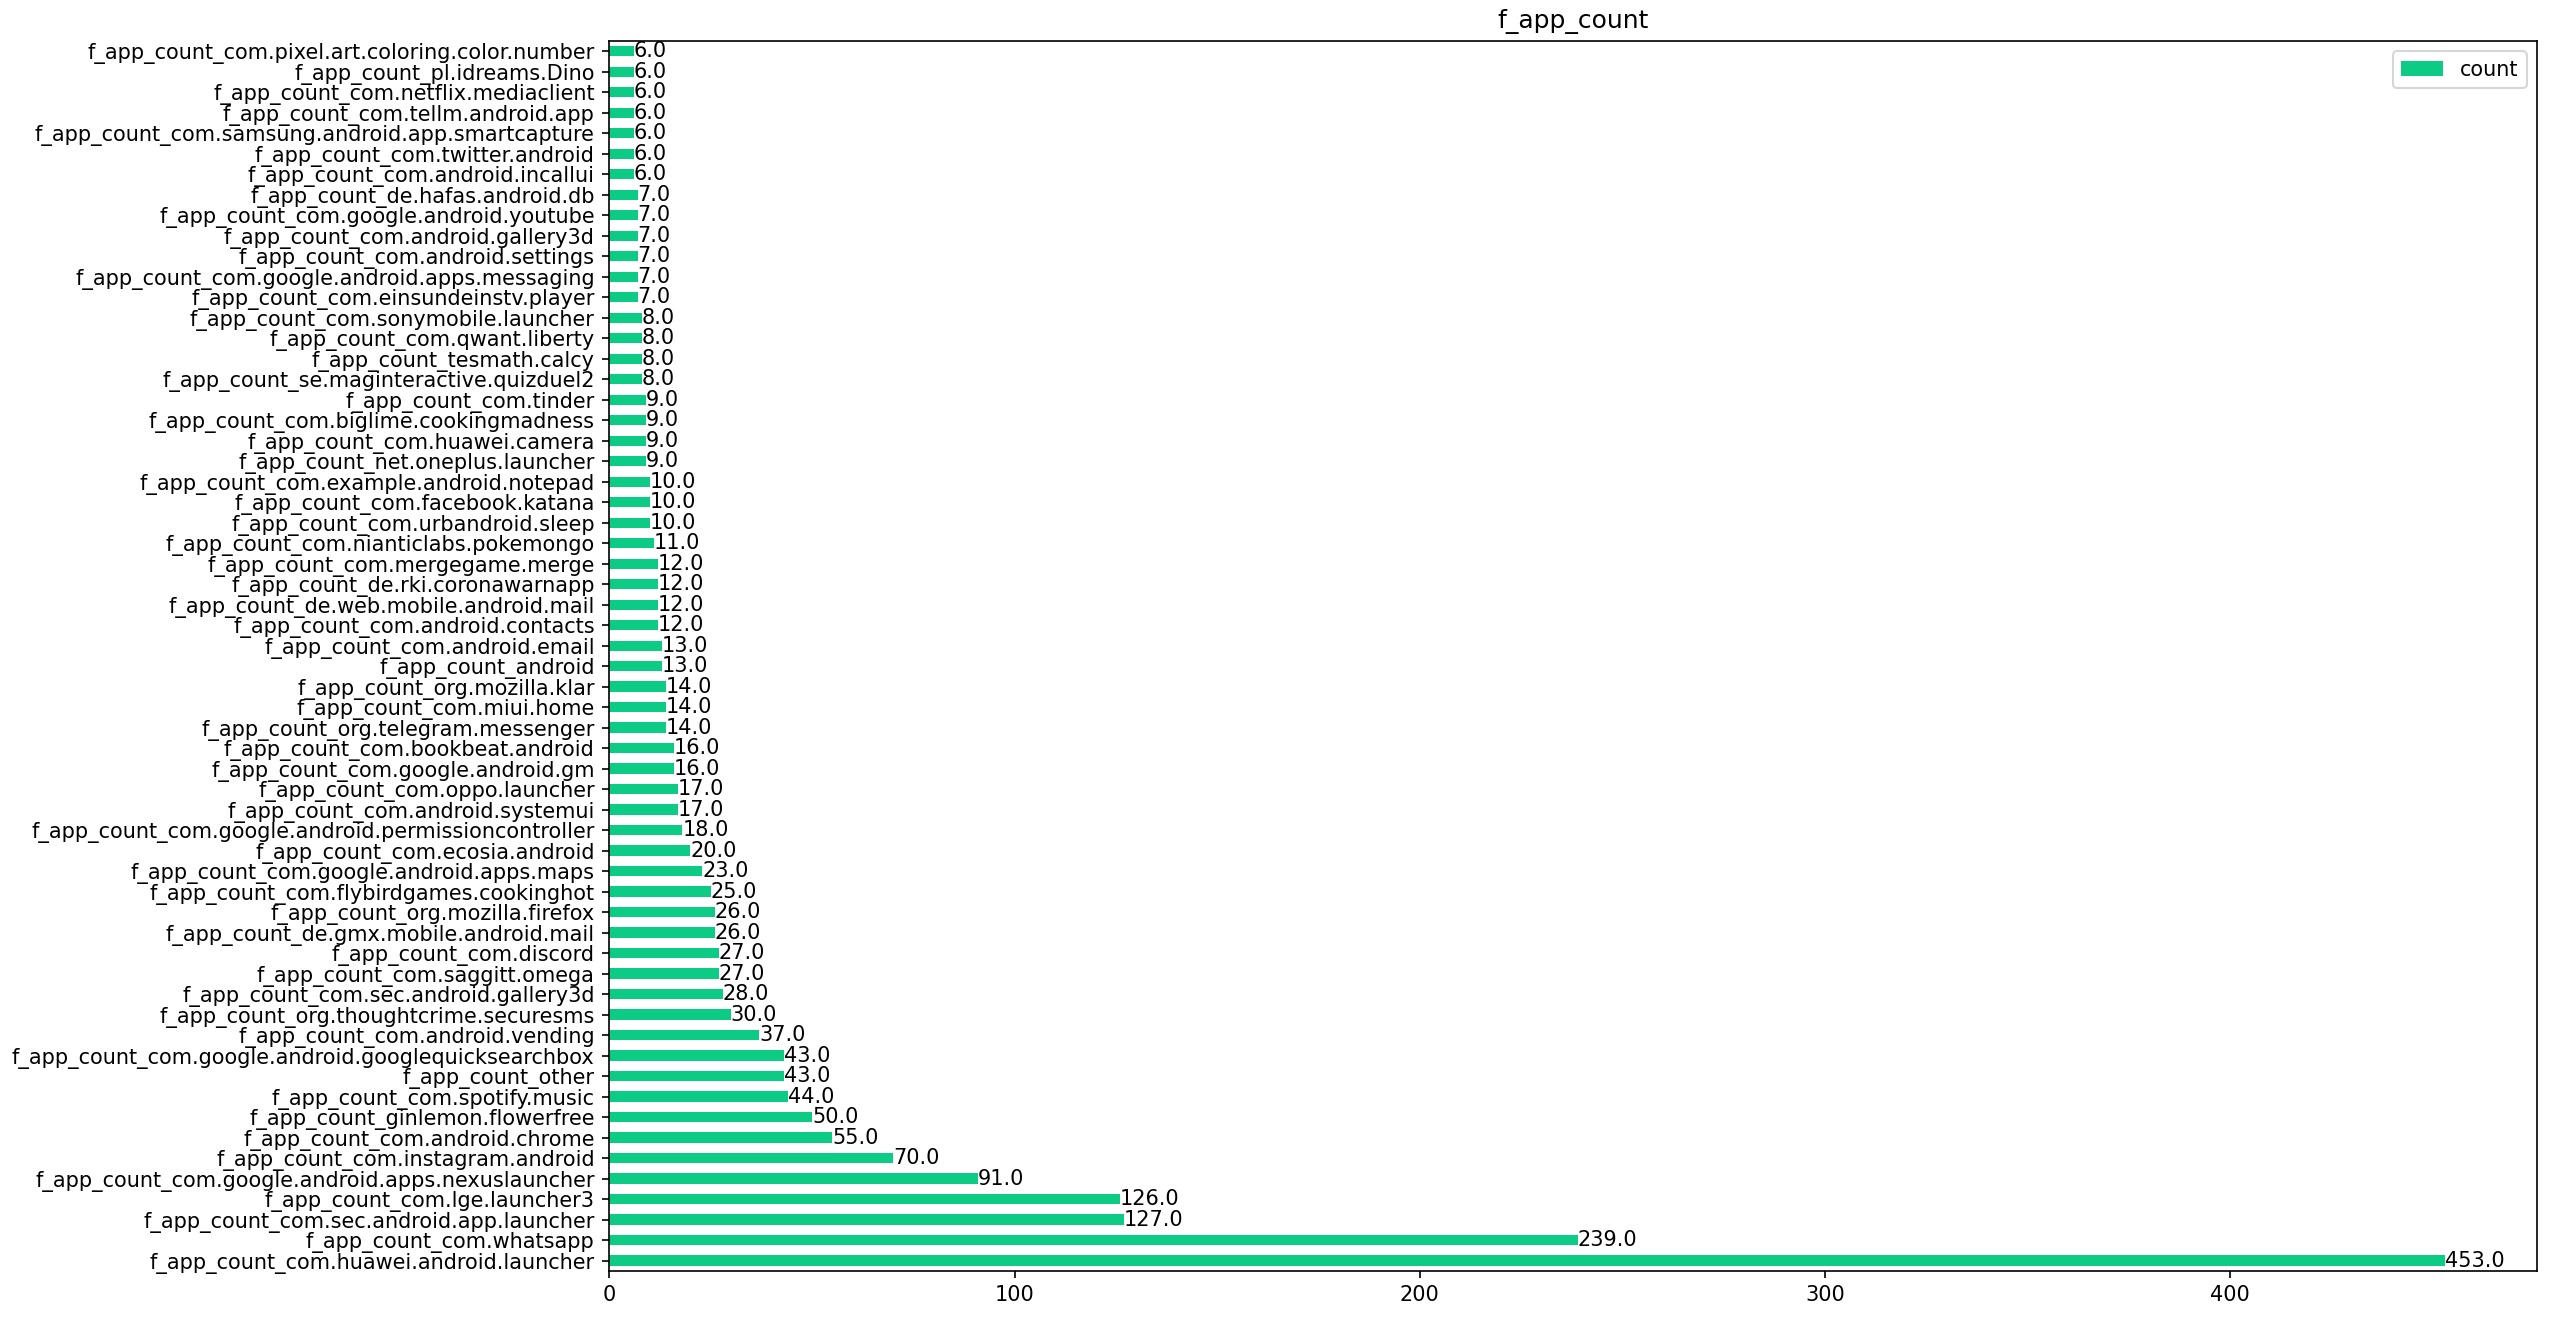 f_app_count
count
f_app_count_com.pixel.art.coloring.color.number 6.0
f_app_count_pl.idreams.Dino 6.0
f_app_count_com.netflix.mediaclient 6.0
f_app_count_com.tellm.android.app 6.0
f_app_count_com.samsung.android.app.smartcapture 6.0
f_app_count_com.twitter.android 6.0
f_app_count_com.android.incallui 6.0
f_app_count_de.hafas.android.db 7.0
f_app_count_com.google.android.youtube 7.0
f_app_count_com.android.gallery3d 7.0
f_app_count_com.android.settings 7.0
f_app_count_com.google.android.apps.messaging 7.0
f_app_count_com.einsundeinstv.player 7.0
f_app_count_com.sonymobile.launcher 8.0
f_app_count_com.qwant.liberty 8.0
f_app_count_tesmath.calcy 8.0
f_app_count_se.maginteractive.quizduel2 8.0
f_app_count_com.tinder 9.0
f_app_count_com.biglime.cookingmadness 9.0
f_app_count_com.huawei.camera 9.0
f_app_count_net.oneplus.launcher 9.0
f_app_count_com.example.android.notepad 10.0
f_app_count_com.facebook.katana 10.0
f_app_count_com.urbandroid.sleep 10.0
f_app_count_com.nianticlabs.pokemongo 11.0
f_app_count_com.mergegame.merge 12.0
f_app_count_de.rki.coronawarnapp 12.0
f_app_count_de.web.mobile.android.mail 12.0
f_app_count_com.android.contacts 12.0
f_app_count_com.android.email 13.0
f_app_count_android 13.0
f_app_count_org.mozilla.klar 14.0
f_app_count_com.miui.home 14.0
f_app_count_org.telegram.messenger 14.0
f_app_count_com.bookbeat.android 16.0
f_app_count_com.google.android.gm 16.0
f_app_count_com.oppo.launcher 17.0
f_app_count_com.android.systemui 17.0
f_app_count_com.google.android.permissioncontroller 18.0
f_app_count_com.ecosia.android 20.0
f_app_count_com.google.android.apps.maps 23.0
f_app_count_com.flybirdgames.cookinghot 25.0
f_app_count_org.mozilla.firefox 26.0
f_app_count_de.gmx.mobile.android.mail 26.0
f_app_count_com.discord 27.0
f_app_count_com.saggitt.omega 27.0
f_app_count_com.sec.android.gallery3d 28.0
f_app_count_org.thoughtcrime.securesms 30.0
f_app_count_com.android.vending 37.0
f_app_count_com.google.android.googlequicksearchbox 43.0
f_app_count_other 43.0
f_app_count_com.spotify.music 44.0
f_app_count_ginlemon.flowerfree 50.0
f_app_count_com.android.chrome 55.0
f_app_count_com.instagram.android 70.0
f_app_count_com.google.android.apps.nexuslauncher 91.0
f_app_count_com.lge.launcher3 126.0
f_app_count_com.sec.android.app.launcher 127.0
f_app_count_com.whatsapp 239.0
f_app_count_com.huawei.android.launcher 453.0
0 100 200 300 400